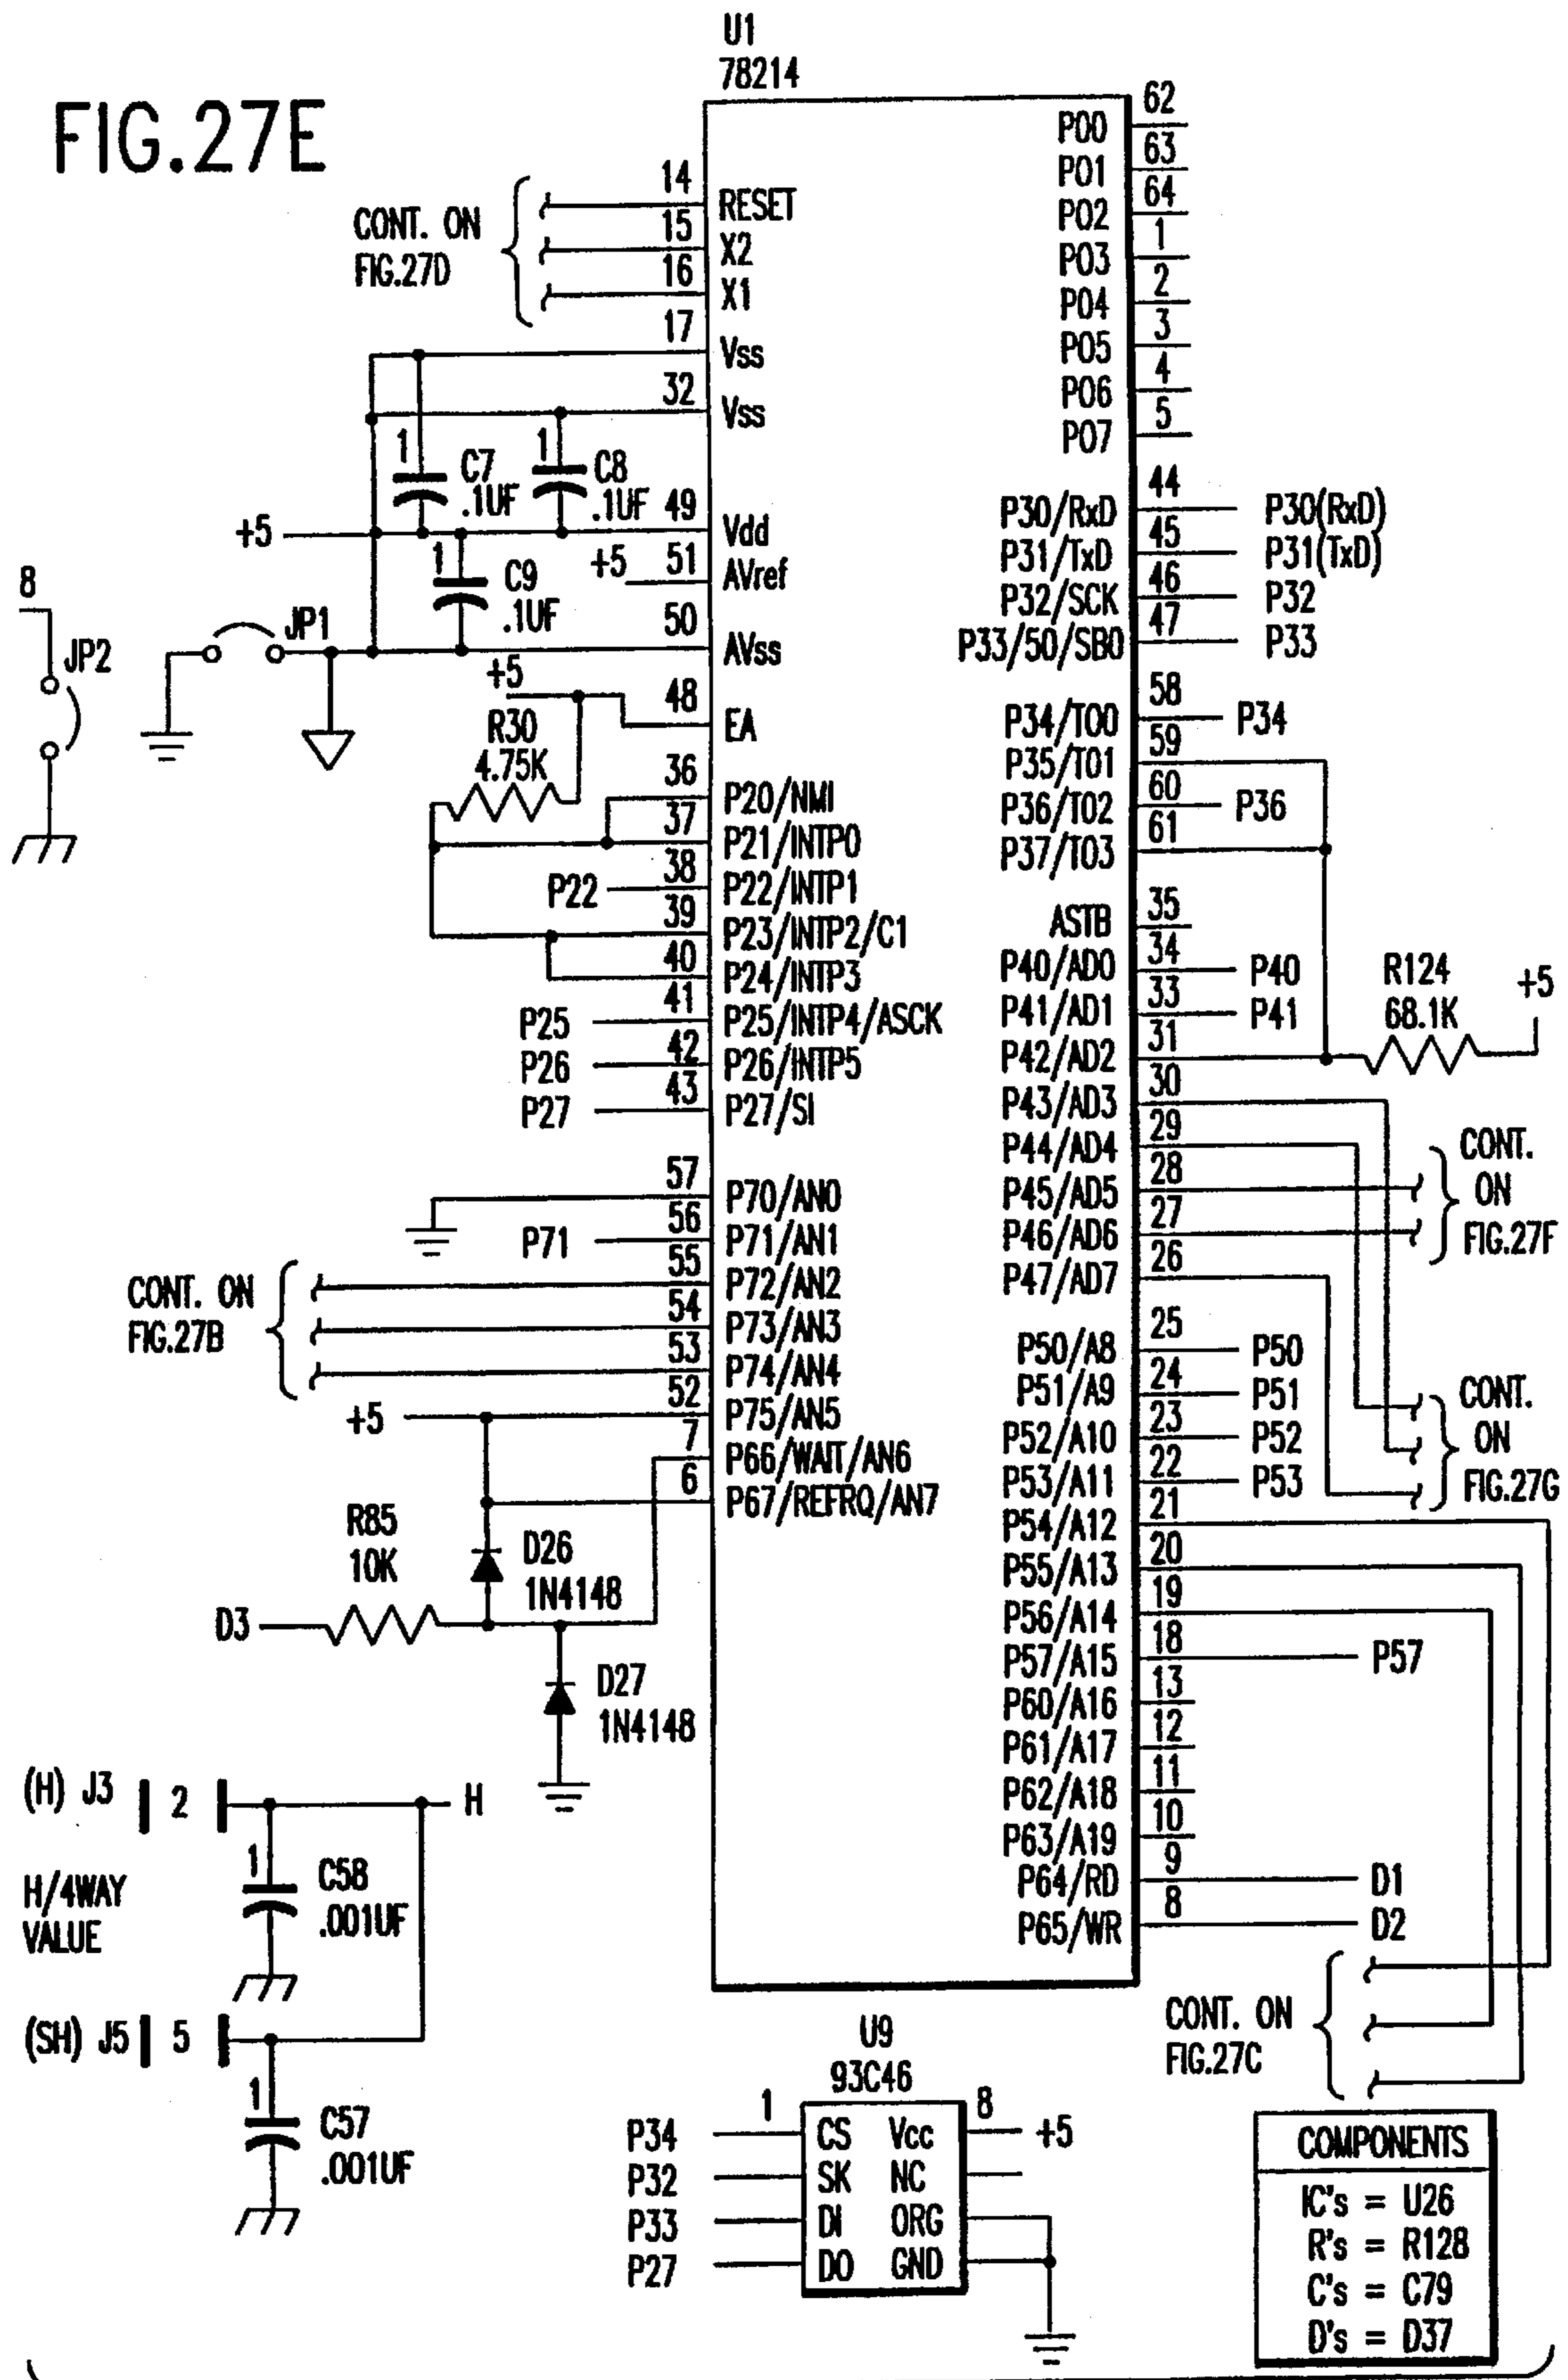 FIG.27E
U1
78214
CONT. ON
FIG.27D
14 RESET
15 X2
16 X1
17 Vss
32 Vss
1 C7
.1UF
1 C8
.1UF
+5
49 Vdd
+5 51 AVref
1 C9
.1UF
50 AVss
8
JP2
JP1
+5
48 EA
R30
4.75K
36 P20/NMI
37 P21/INTP0
P22 38 P22/INTP1
39 P23/INTP2/C1
40 P24/INTP3
P25 41 P25/INTP4/ASCK
P26 42 P26/INTP5
P27 43 P27/SI
57 P70/AN0
P71 56 P71/AN1
CONT. ON
FIG.27B
55 P72/AN2
54 P73/AN3
53 P74/AN4
+5 52 P75/AN5
7 P66/WAIT/AN6
6 P67/REFRQ/AN7
R85
10K
D26
1N4148
D3
D27
1N4148
P00 62
P01 63
P02 64
P03 1
P04 2
P05 3
P06 4
P07 5
P30/RxD 44 P30(RxD)
P31/TxD 45 P31(TxD)
P32/SCK 46 P32
P33/50/SB0 47 P33
P34/T00 58 P34
P35/T01 59
P36/T02 60 P36
P37/T03 61
ASTB 35
P40/AD0 34 P40
P41/AD1 33 P41
R124
68.1K
+5
P42/AD2 31
P43/AD3 30
P44/AD4 29
P45/AD5 28
P46/AD6 27
P47/AD7 26
CONT.
ON
FIG.27F
P50/A8 25 P50
P51/A9 24 P51
P52/A10 23 P52
P53/A11 22 P53
CONT.
ON
FIG.27G
P54/A12 21
P55/A13 20
P56/A14 19
P57/A15 18 P57
P60/A16 13
P61/A17 12
P62/A18 11
P63/A19 10
P64/RD 9 D1
P65/WR 8 D2
CONT. ON
FIG.27C
(H) J3 2 H
1 C58
.001UF
H/4WAY
VALUE
(SH) J5 5
1 C57
.001UF
U9
93C46
P34 1 CS Vcc 8 +5
P32 SK NC
P33 DI ORG
P27 DO GND
COMPONENTS
IC's = U26
R's = R128
C's = C79
D's = D37